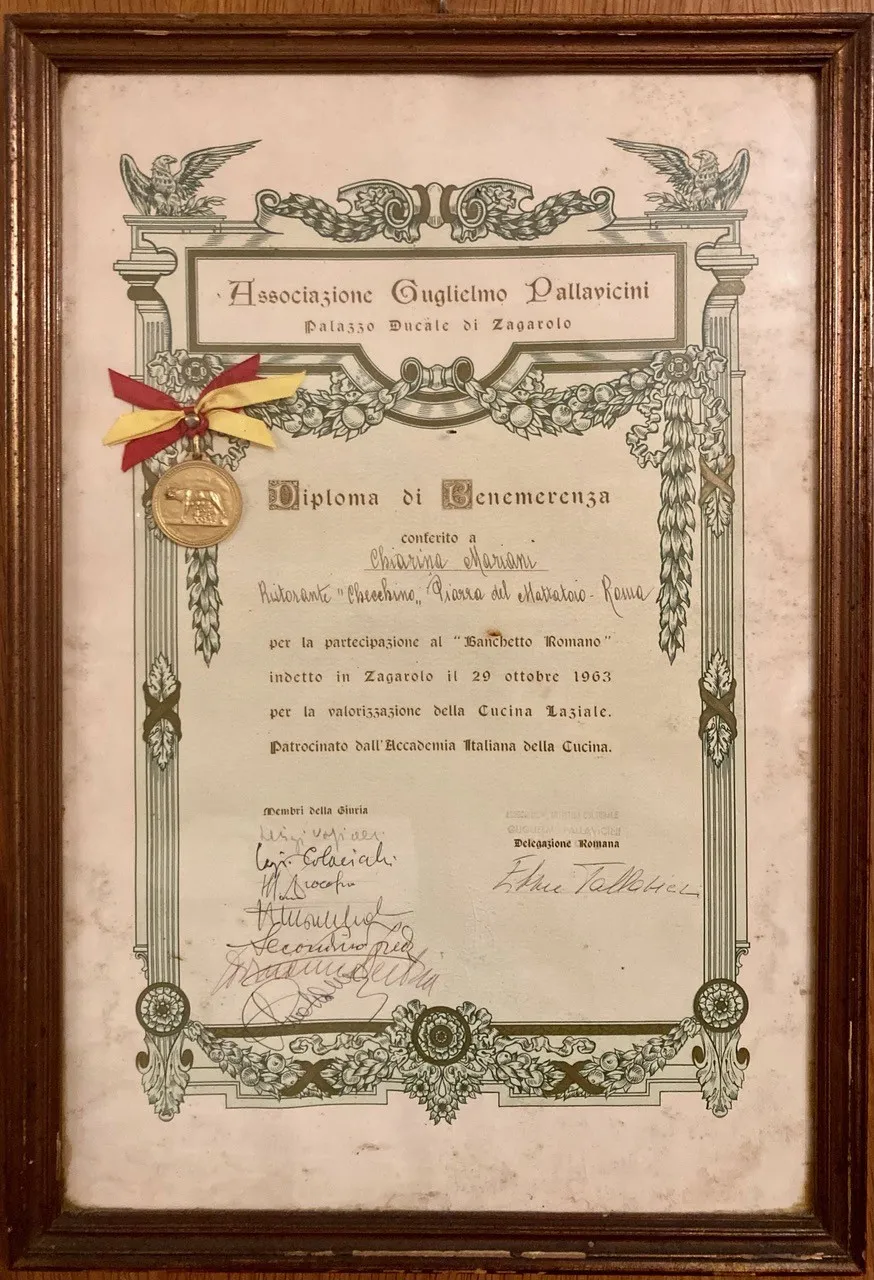 Associazione Guglielmo Pallavicini
Palazzo Ducale di Zagarolo
Diploma di Benemerenza
conferito a
Chiarina Mariani
Ristorante "Checchino" Piazza del Mattatoio - Roma
per la partecipazione al "Banchetto Romano"
indetto in Zagarolo il 29 ottobre 1963
per la valorizzazione della Cucina Laziale.
Patrocinato dall'Accademia Italiana della Cucina.
Membri della Giuria
GUGLIELMO PALLAVICINI
Delegazione Romana